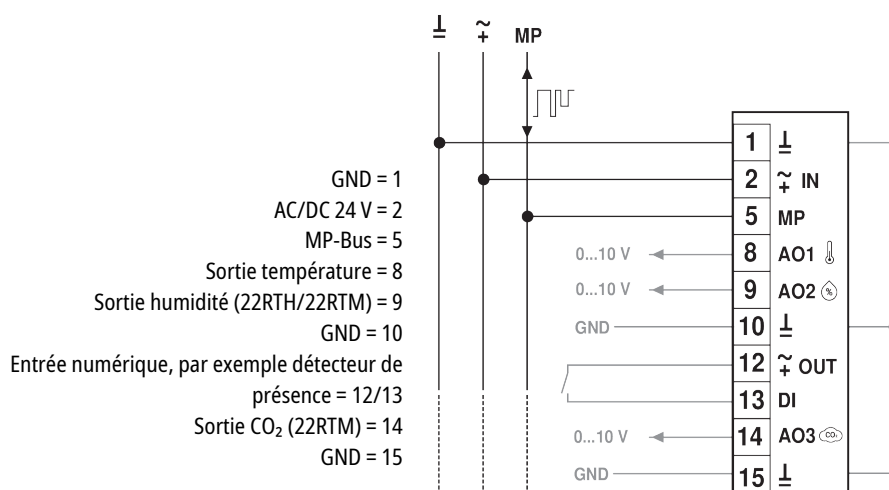 MP
GND = 1
AC/DC 24 V = 2
MP-Bus = 5
Sortie température = 8
Sortie humidité (22RTH/22RTM) = 9
GND = 10
Entrée numérique, par exemple détecteur de
présence = 12/13
Sortie CO₂ (22RTM) = 14
GND = 15
1
2 IN
5 MP
0...10 V 8 AO1
0...10 V 9 AO2 %
GND 10
12 OUT
13 DI
0...10 V 14 AO3 CO₂
GND 15